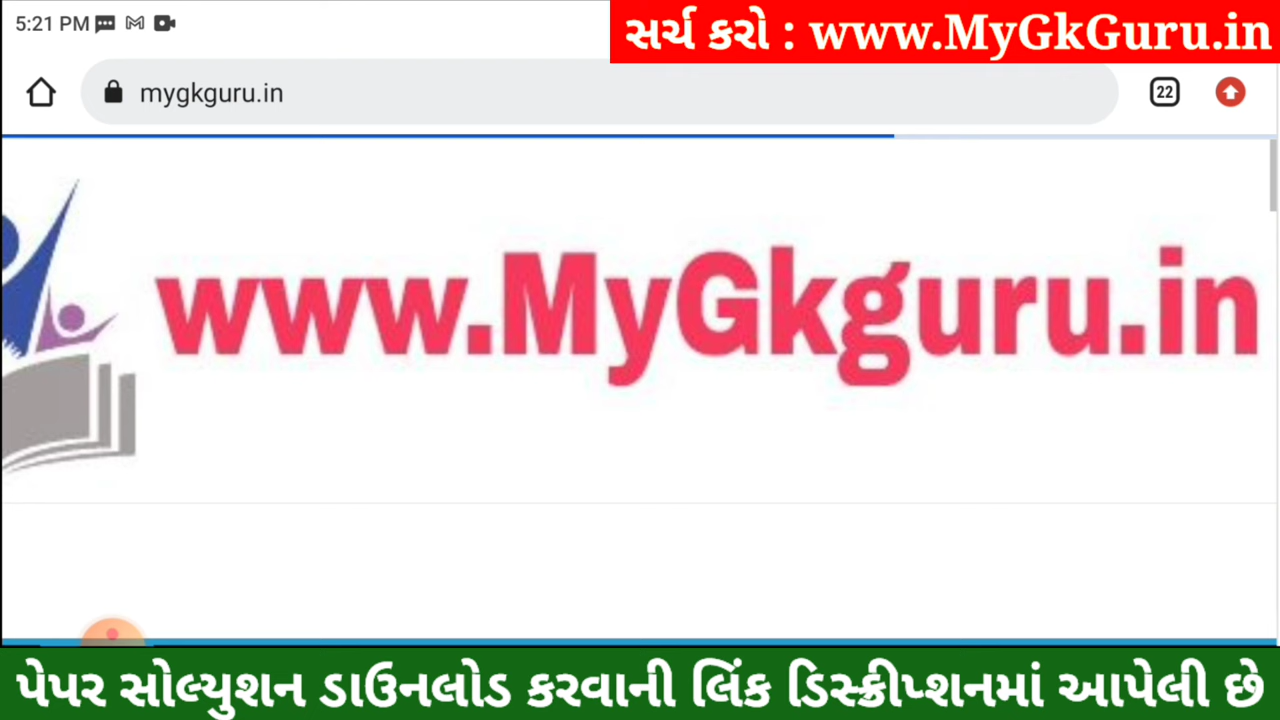 5:21 PM
સર્ચ કરો : www.MyGkGuru.in
mygkguru.in
22
www.MyGkguru.in
પેપર સોલ્યુશન ડાઉનલોડ કરવાની લિંક ડિસ્ક્રીપ્શનમાં આપેલી છે